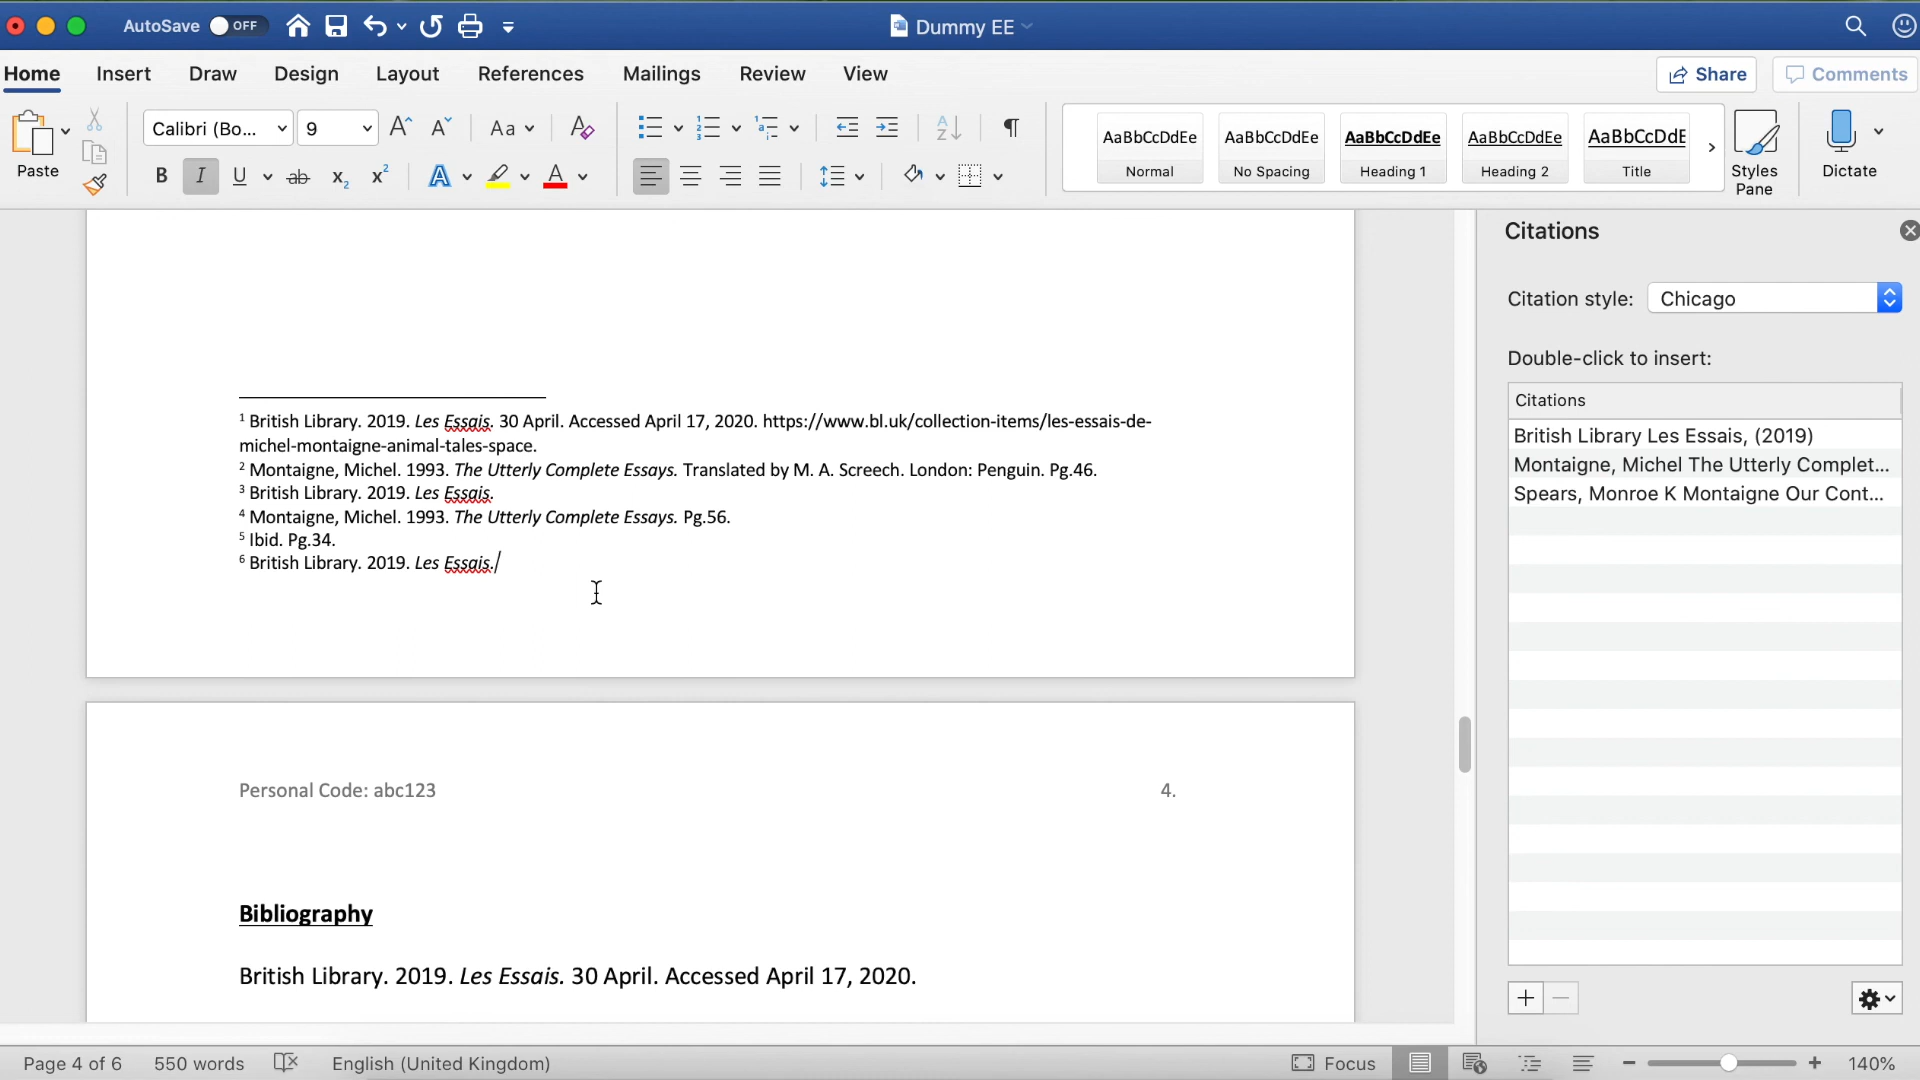 AutoSave OFF Dummy EE
Home Insert Draw Design Layout References Mailings Review View Share Comments
Calibri (Bo... 9 Aa AaBbCcDdEe AaBbCcDdEe AaBbCcDdEe AaBbCcDdEe AaBbCcDdE
Paste B I U ab x2 x2 A A Normal No Spacing Heading 1 Heading 2 Title Styles Dictate
Pane
Citations
Citation style: Chicago
Double-click to insert:
Citations
British Library Les Essais, (2019)
Montaigne, Michel The Utterly Complet...
Spears, Monroe K Montaigne Our Cont...
1 British Library. 2019. Les Essais. 30 April. Accessed April 17, 2020. https://www.bl.uk/collection-items/les-essais-de-
michel-montaigne-animal-tales-space.
2 Montaigne, Michel. 1993. The Utterly Complete Essays. Translated by M. A. Screech. London: Penguin. Pg.46.
3 British Library. 2019. Les Essais.
4 Montaigne, Michel. 1993. The Utterly Complete Essays. Pg.56.
5 Ibid. Pg.34.
6 British Library. 2019. Les Essais.
Personal Code: abc123 4.
Bibliography
British Library. 2019. Les Essais. 30 April. Accessed April 17, 2020.
Page 4 of 6 550 words English (United Kingdom) Focus 140%